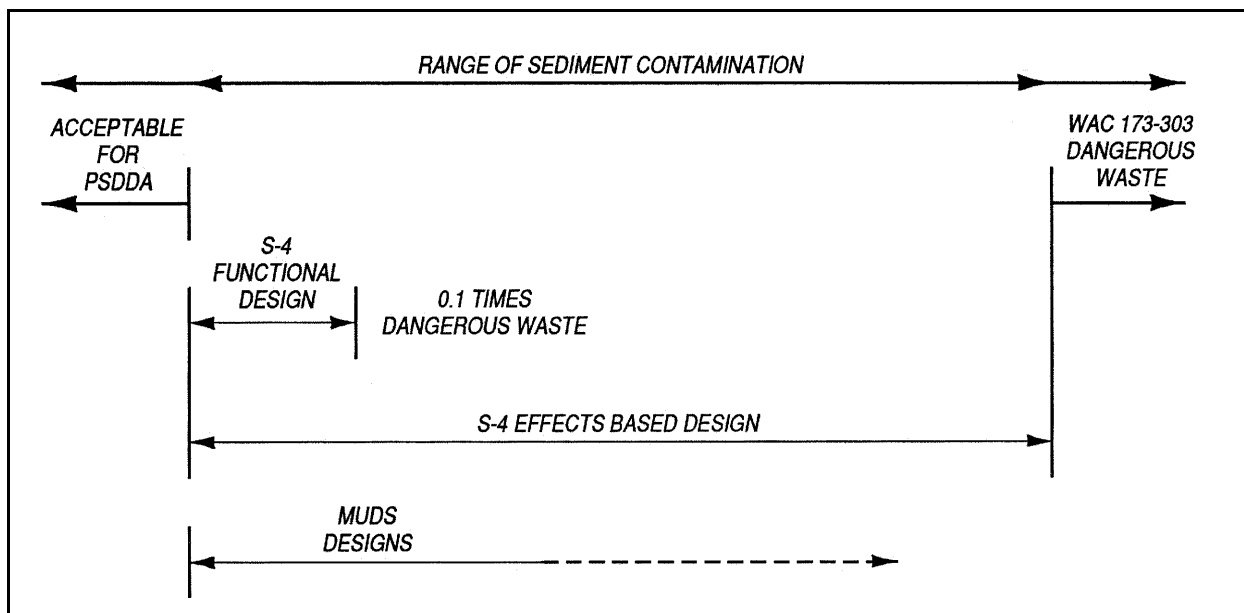 RANGE OF SEDIMENT CONTAMINATION
ACCEPTABLE
FOR
PSDDA
WAC 173-303
DANGEROUS
WASTE
S-4
FUNCTIONAL
DESIGN
0.1 TIMES
DANGEROUS WASTE
S-4 EFFECTS BASED DESIGN
MUDS
DESIGNS